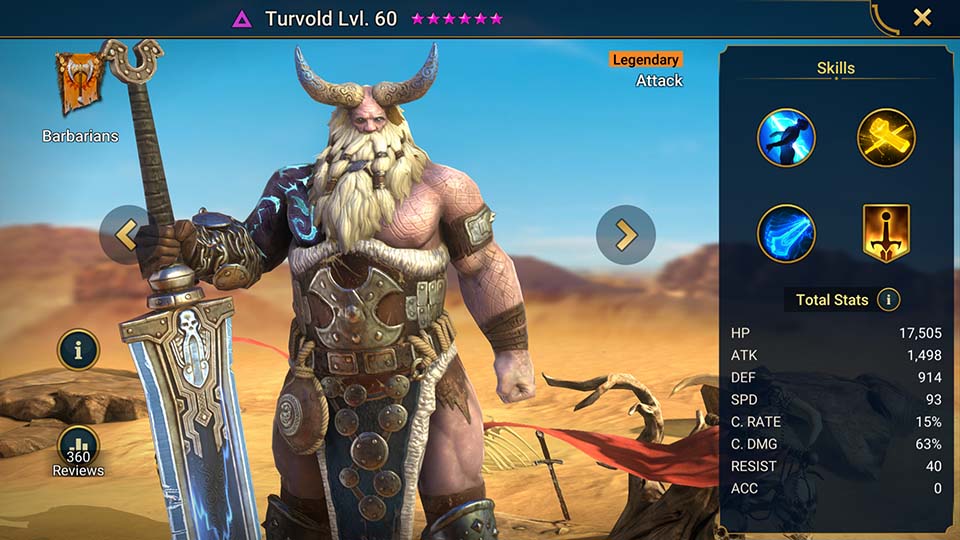 Turvold Lvl. 60
Barbarians
Legendary
Attack
Skills
Total Stats i
HP 17,505
ATK 1,498
DEF 914
SPD 93
C. RATE 15%
C. DMG 63%
RESIST 40
ACC 0
i
360
Reviews